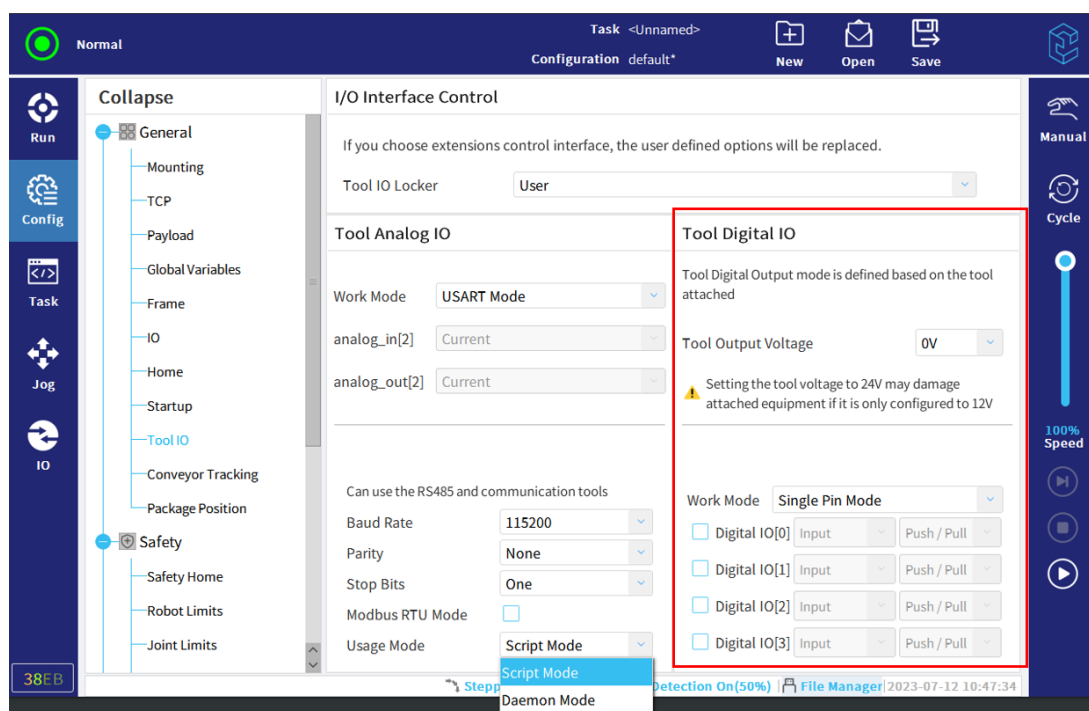 Normal
Task <Unnamed>
Configuration default*
New
Open
Save
Run
Config
Task
Jog
IO
38EB
Collapse
General
Mounting
TCP
Payload
Global Variables
Frame
IO
Home
Startup
Tool IO
Conveyor Tracking
Package Position
Safety
Safety Home
Robot Limits
Joint Limits
I/O Interface Control
If you choose extensions control interface, the user defined options will be replaced.
Tool IO Locker User
Tool Analog IO
Work Mode USART Mode
analog_in[2] Current
analog_out[2] Current
Can use the RS485 and communication tools
Baud Rate 115200
Parity None
Stop Bits One
Modbus RTU Mode
Usage Mode Script Mode
Script Mode
Daemon Mode
Tool Digital IO
Tool Digital Output mode is defined based on the tool
attached
Tool Output Voltage 0V
Setting the tool voltage to 24V may damage
attached equipment if it is only configured to 12V
Work Mode Single Pin Mode
Digital IO[0] Input Push / Pull
Digital IO[1] Input Push / Pull
Digital IO[2] Input Push / Pull
Digital IO[3] Input Push / Pull
Detection On(50%) File Manager 2023-07-12 10:47:34
Manual
Cycle
100%
Speed